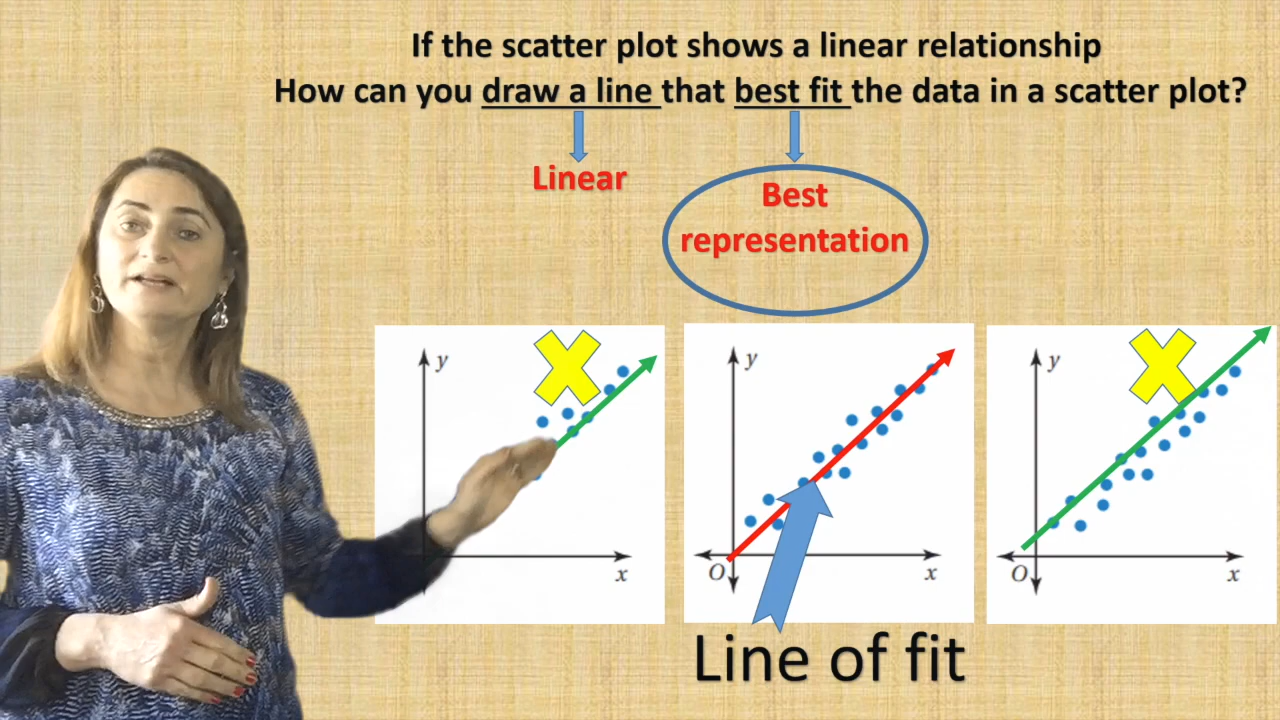 If the scatter plot shows a linear relationship
How can you draw a line that best fit the data in a scatter plot?
Linear
Best
representation
y
x
y
O
x
y
O
x
Line of fit